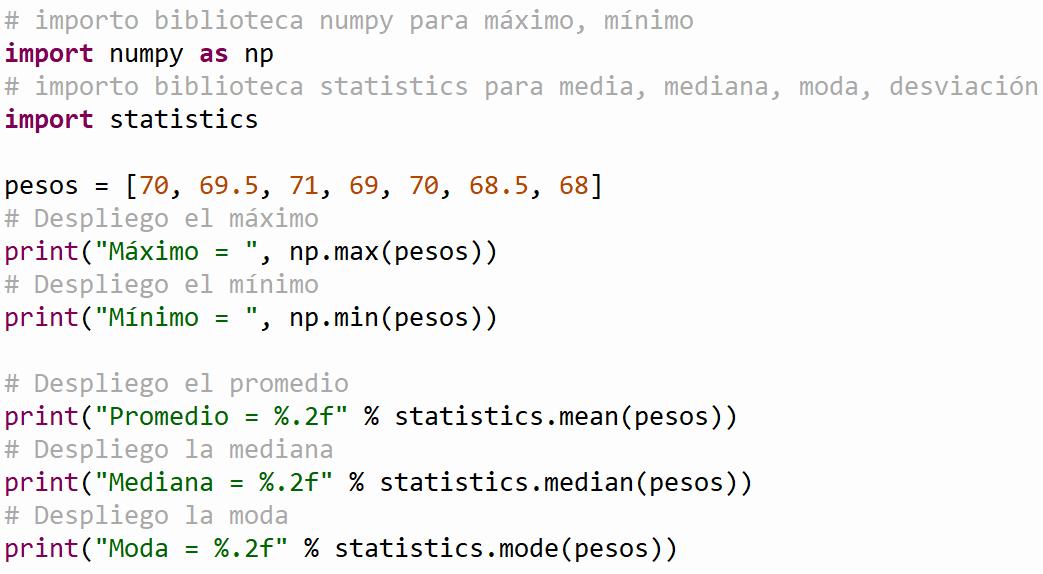 # importo biblioteca numpy para máximo, mínimo
import numpy as np
# importo biblioteca statistics para media, mediana, moda, desviación
import statistics
pesos = [70, 69.5, 71, 69, 70, 68.5, 68]
# Despliego el máximo
print("Máximo = ", np.max(pesos))
# Despliego el mínimo
print("Mínimo = ", np.min(pesos))
# Despliego el promedio
print("Promedio = %.2f" % statistics.mean(pesos))
# Despliego la mediana
print("Mediana = %.2f" % statistics.median(pesos))
# Despliego la moda
print("Moda = %.2f" % statistics.mode(pesos))